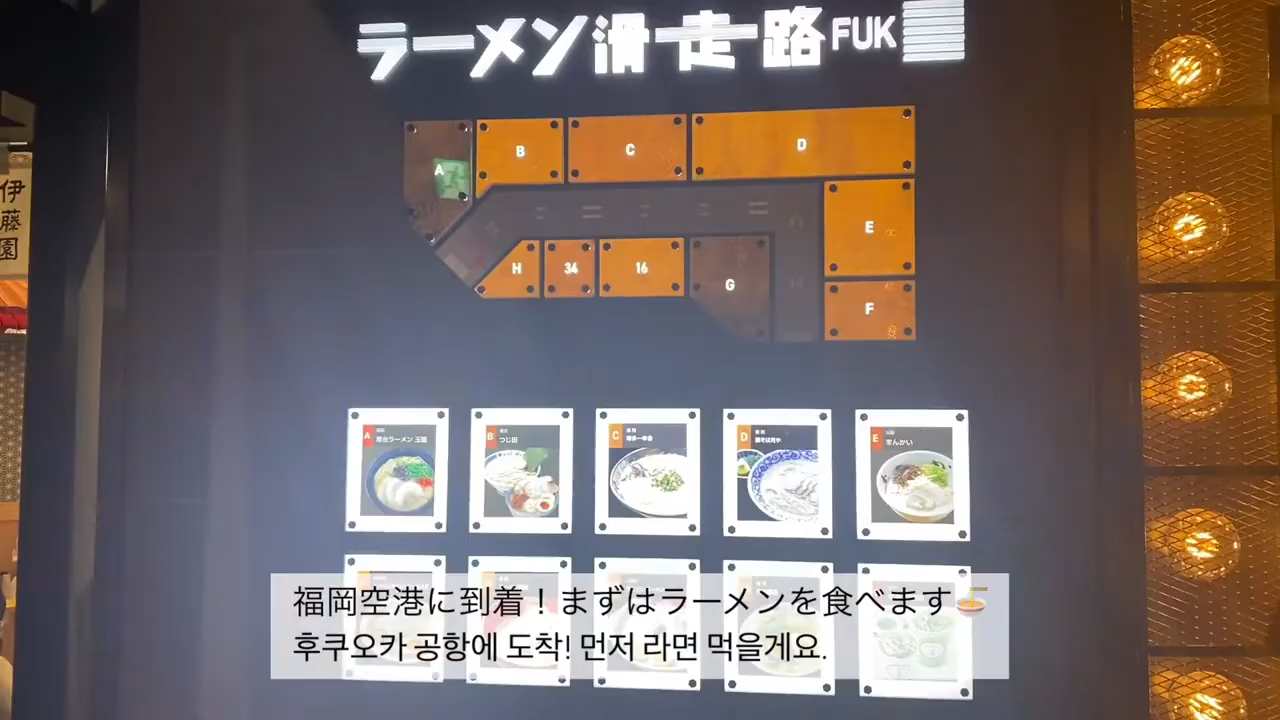 ラーメン滑走路FUK
A
B
C
D
E
H
34
16
G
F
伊藤園
A
B つじ田
C
D
E まんかい
福岡空港に到着！まずはラーメンを食べます🍜
후쿠오카 공항에 도착! 먼저 라면 먹을게요.